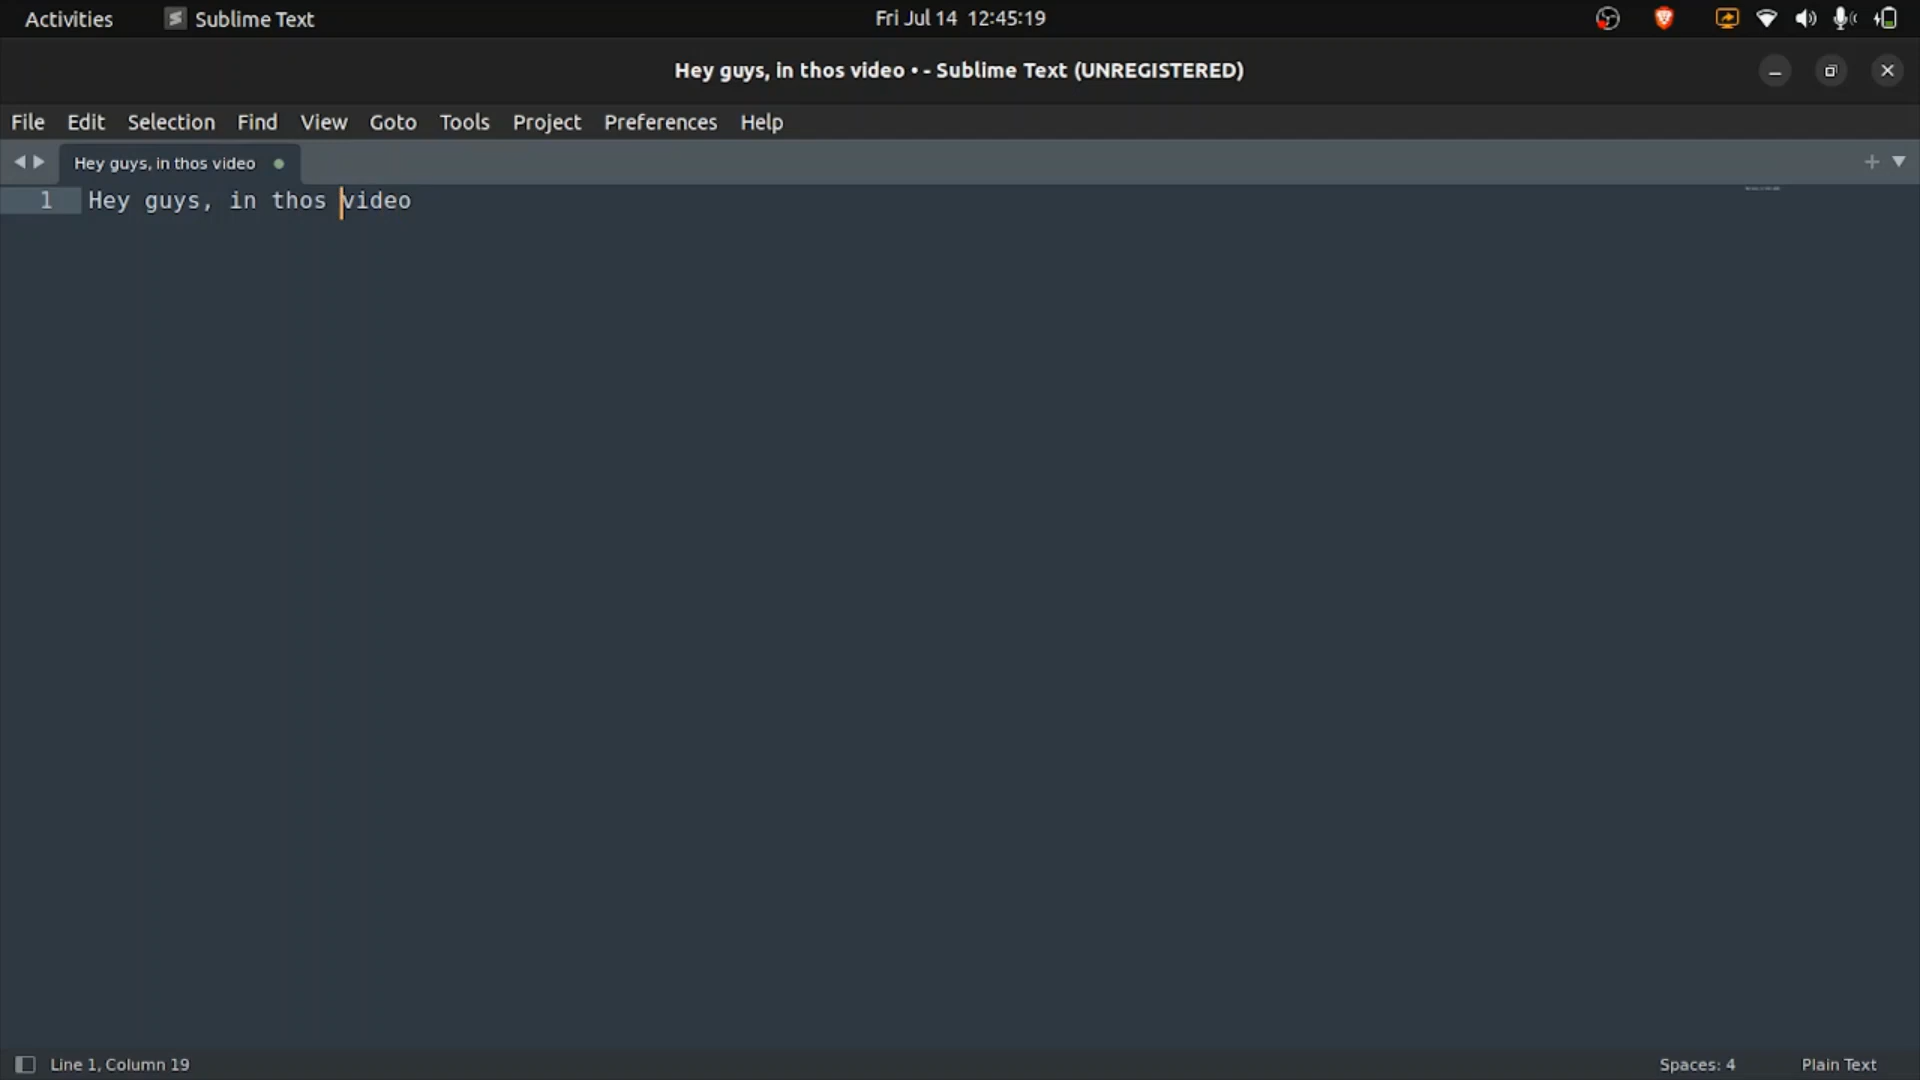 Activities Sublime Text Fri Jul 14 12:45:19
Hey guys, in thos video • - Sublime Text (UNREGISTERED)
File Edit Selection Find View Goto Tools Project Preferences Help
Hey guys, in thos video
1 Hey guys, in thos video
Line 1, Column 19 Spaces: 4 Plain Text